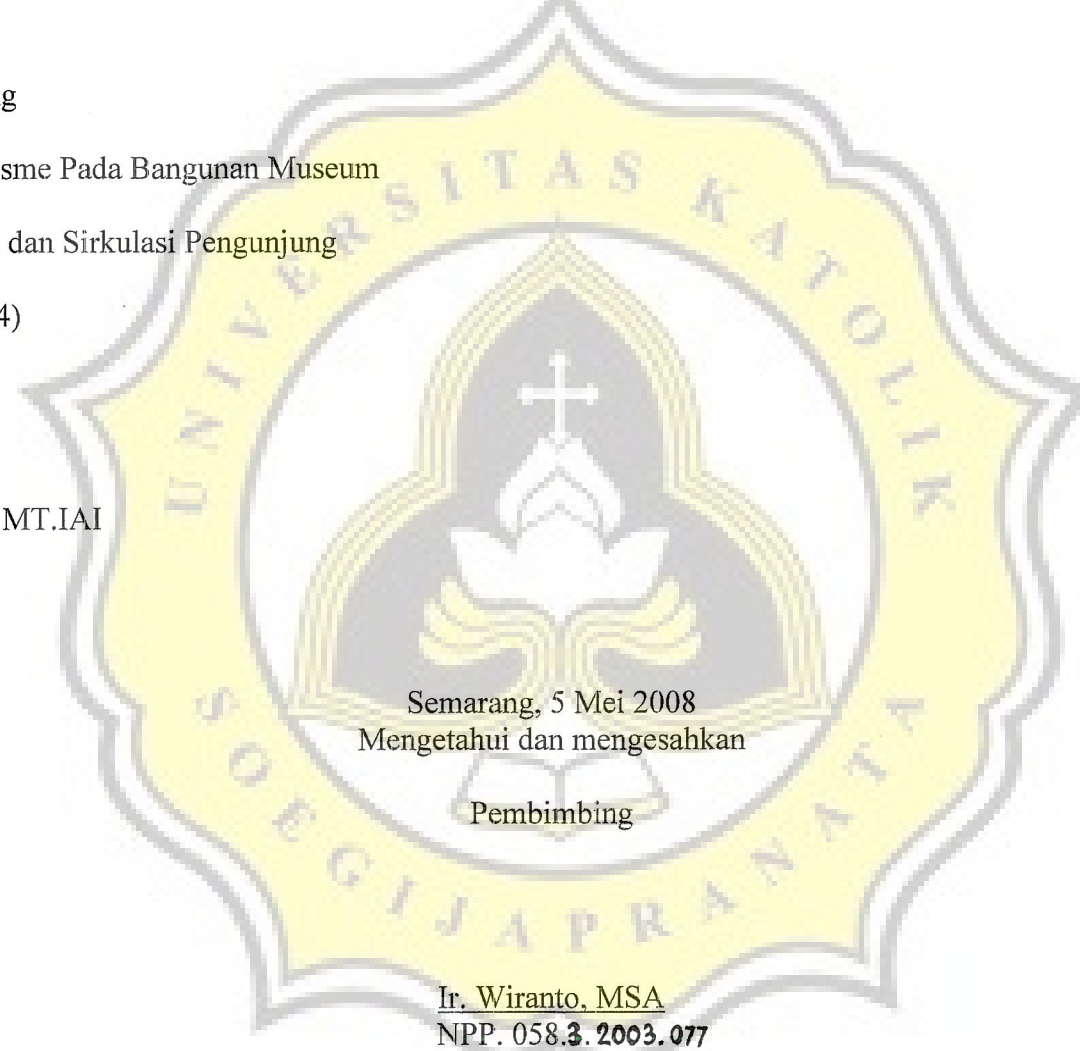 g
sme Pada Bangunan Museum
dan Sirkulasi Pengunjung
4)
MT.IAI
UNIVERSITAS KATOLIK
SOEGIJAPRANATA
Semarang, 5 Mei 2008
Mengetahui dan mengesahkan
Pembimbing
Ir. Wiranto, MSA
NPP. 058.3.2003.077